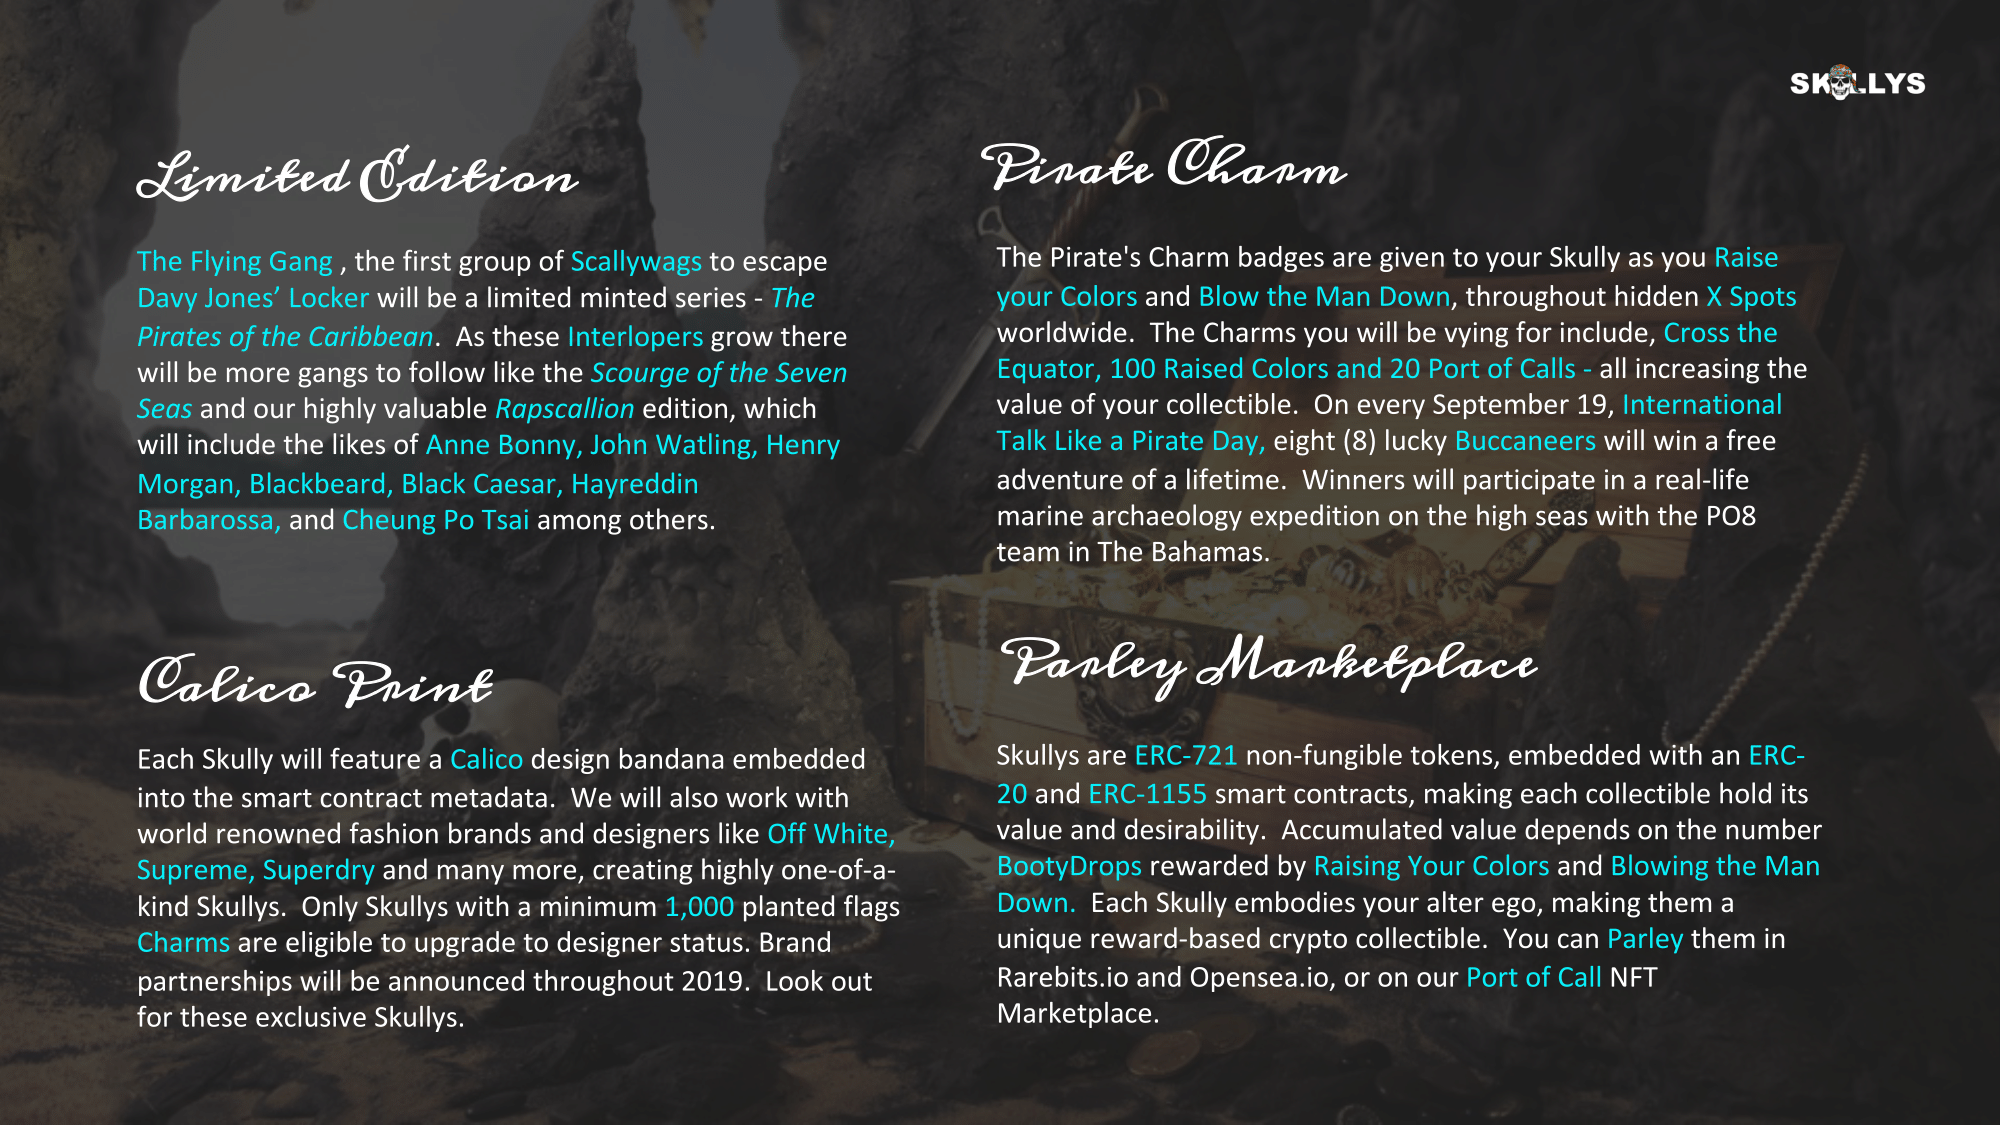 SKULLYS
Limited Edition
The Flying Gang , the first group of Scallywags to escape
Davy Jones’ Locker will be a limited minted series - The
Pirates of the Caribbean.  As these Interlopers grow there
will be more gangs to follow like the Scourge of the Seven
Seas and our highly valuable Rapscallion edition, which
will include the likes of Anne Bonny, John Watling, Henry
Morgan, Blackbeard, Black Caesar, Hayreddin
Barbarossa, and Cheung Po Tsai among others.
Pirate Charm
The Pirate's Charm badges are given to your Skully as you Raise
your Colors and Blow the Man Down, throughout hidden X Spots
worldwide.  The Charms you will be vying for include, Cross the
Equator, 100 Raised Colors and 20 Port of Calls - all increasing the
value of your collectible.  On every September 19, International
Talk Like a Pirate Day, eight (8) lucky Buccaneers will win a free
adventure of a lifetime.  Winners will participate in a real-life
marine archaeology expedition on the high seas with the PO8
team in The Bahamas.
Calico Print
Each Skully will feature a Calico design bandana embedded
into the smart contract metadata.  We will also work with
world renowned fashion brands and designers like Off White,
Supreme, Superdry and many more, creating highly one-of-a-
kind Skullys.  Only Skullys with a minimum 1,000 planted flags
Charms are eligible to upgrade to designer status. Brand
partnerships will be announced throughout 2019.  Look out
for these exclusive Skullys.
Parley Marketplace
Skullys are ERC-721 non-fungible tokens, embedded with an ERC-
20 and ERC-1155 smart contracts, making each collectible hold its
value and desirability.  Accumulated value depends on the number
BootyDrops rewarded by Raising Your Colors and Blowing the Man
Down.  Each Skully embodies your alter ego, making them a
unique reward-based crypto collectible.  You can Parley them in
Rarebits.io and Opensea.io, or on our Port of Call NFT
Marketplace.